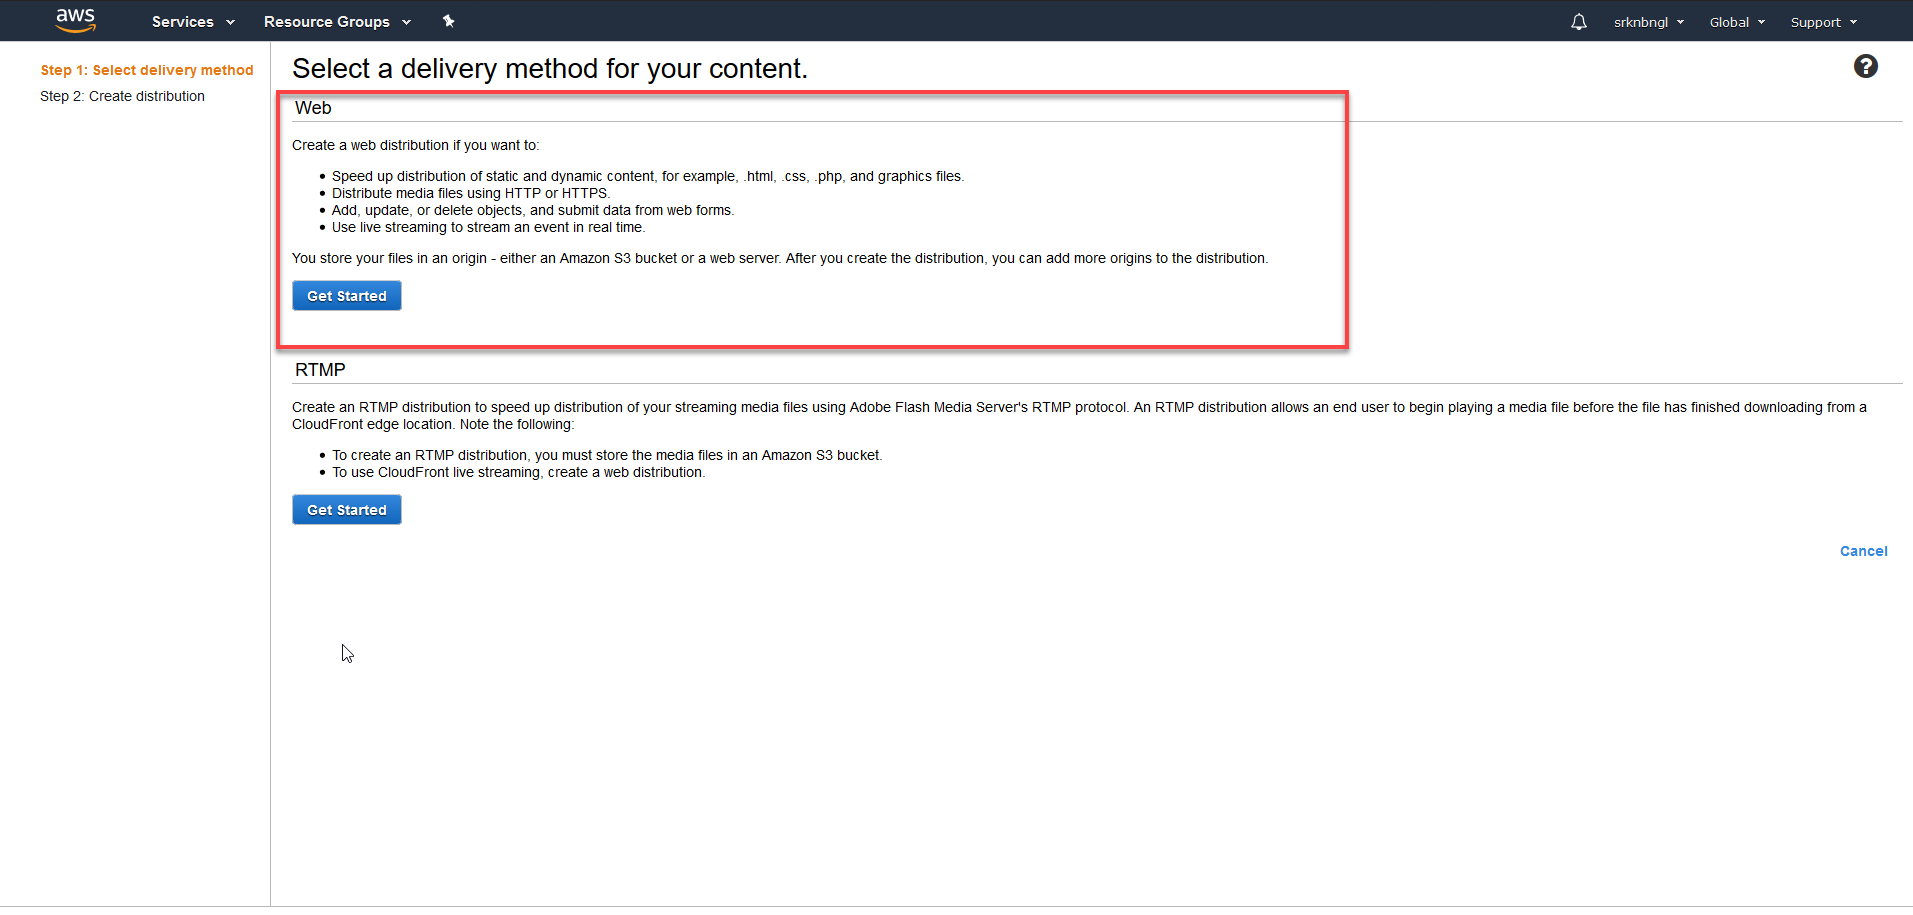 aws Services Resource Groups srknbngl Global Support
Step 1: Select delivery method
Step 2: Create distribution
Select a delivery method for your content.
?
Web
Create a web distribution if you want to:
• Speed up distribution of static and dynamic content, for example, .html, .css, .php, and graphics files.
• Distribute media files using HTTP or HTTPS.
• Add, update, or delete objects, and submit data from web forms.
• Use live streaming to stream an event in real time.
You store your files in an origin - either an Amazon S3 bucket or a web server. After you create the distribution, you can add more origins to the distribution.
Get Started
RTMP
Create an RTMP distribution to speed up distribution of your streaming media files using Adobe Flash Media Server's RTMP protocol. An RTMP distribution allows an end user to begin playing a media file before the file has finished downloading from a
CloudFront edge location. Note the following:
• To create an RTMP distribution, you must store the media files in an Amazon S3 bucket.
• To use CloudFront live streaming, create a web distribution.
Get Started
Cancel